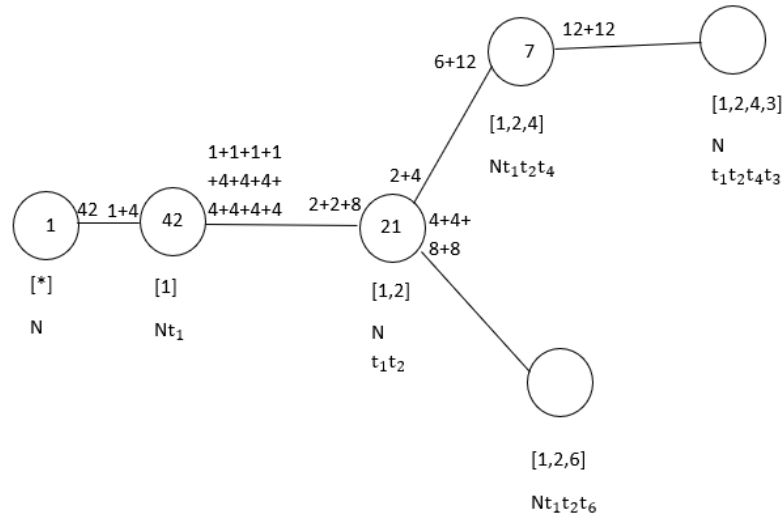 12+12
6+12
7
[1,2,4,3]
N
t₁t₂t₄t₃
[1,2,4]
Nt₁t₂t₄
1+1+1+1
+4+4+4+
4+4+4+4
2+4
2+2+8
1
42
1+4
42
21
4+4+
8+8
[*]
N
[1]
Nt₁
[1,2]
N
t₁t₂
[1,2,6]
Nt₁t₂t₆